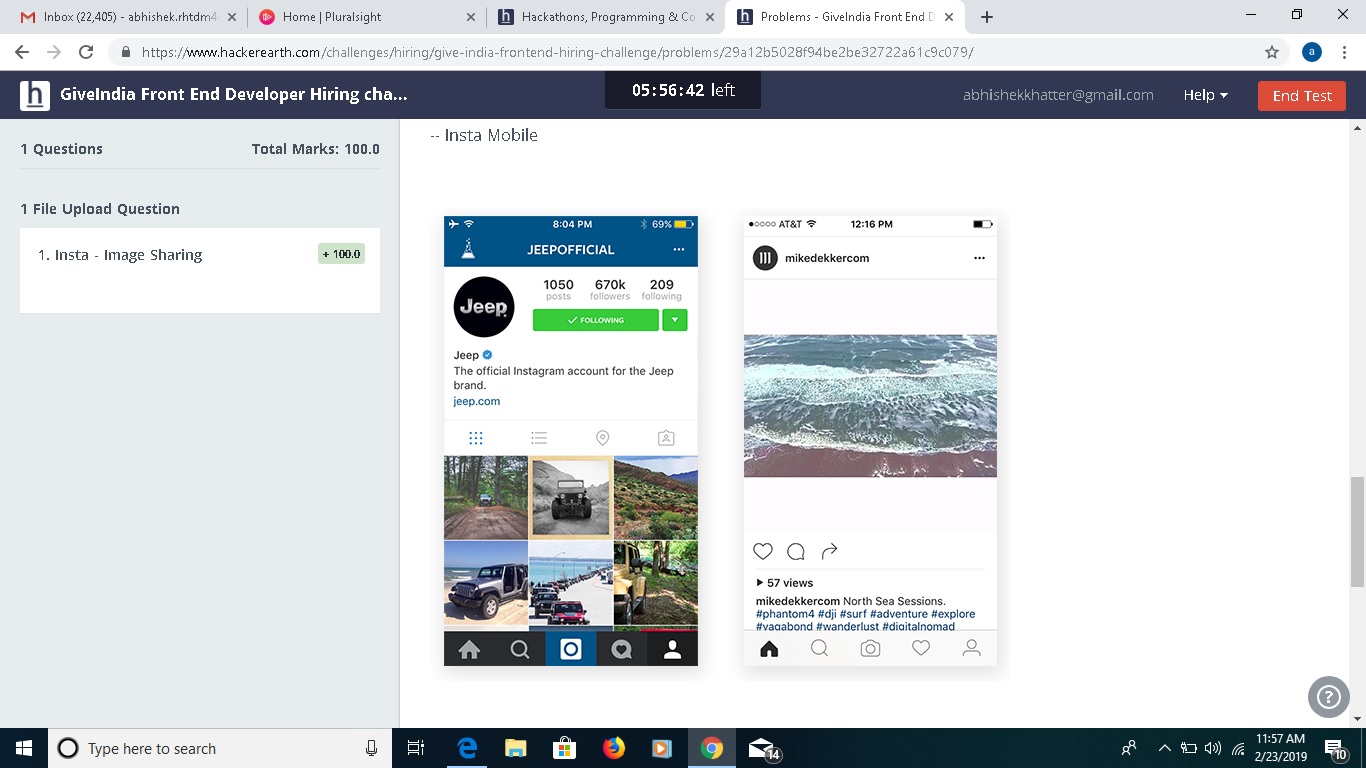 Inbox (22,405) - abhishek.rhtdm4
Home | Pluralsight
Hackathons, Programming & Co
Problems - GiveIndia Front End D
https://www.hackerearth.com/challenges/hiring/give-india-frontend-hiring-challenge/problems/29a12b5028f94be2be32722a61c9c079/
a
h GiveIndia Front End Developer Hiring cha...
05:56:42 left
abhishekkhatter@gmail.com
Help
End Test
1 Questions
Total Marks: 100.0
1 File Upload Question
1. Insta - Image Sharing
+ 100.0
-- Insta Mobile
8:04 PM
69%
JEEPOFFICIAL
...
Jeep
1050 670k 209
posts followers following
FOLLOWING
Jeep
The official Instagram account for the Jeep
brand.
jeep.com
AT&T
12:16 PM
mikedekkercom
...
57 views
mikedekkercom North Sea Sessions.
#phantom4 #dji #surf #adventure #explore
#vagabond #wanderlust #digitalnomad
?
Type here to search
14
11:57 AM
2/23/2019
10